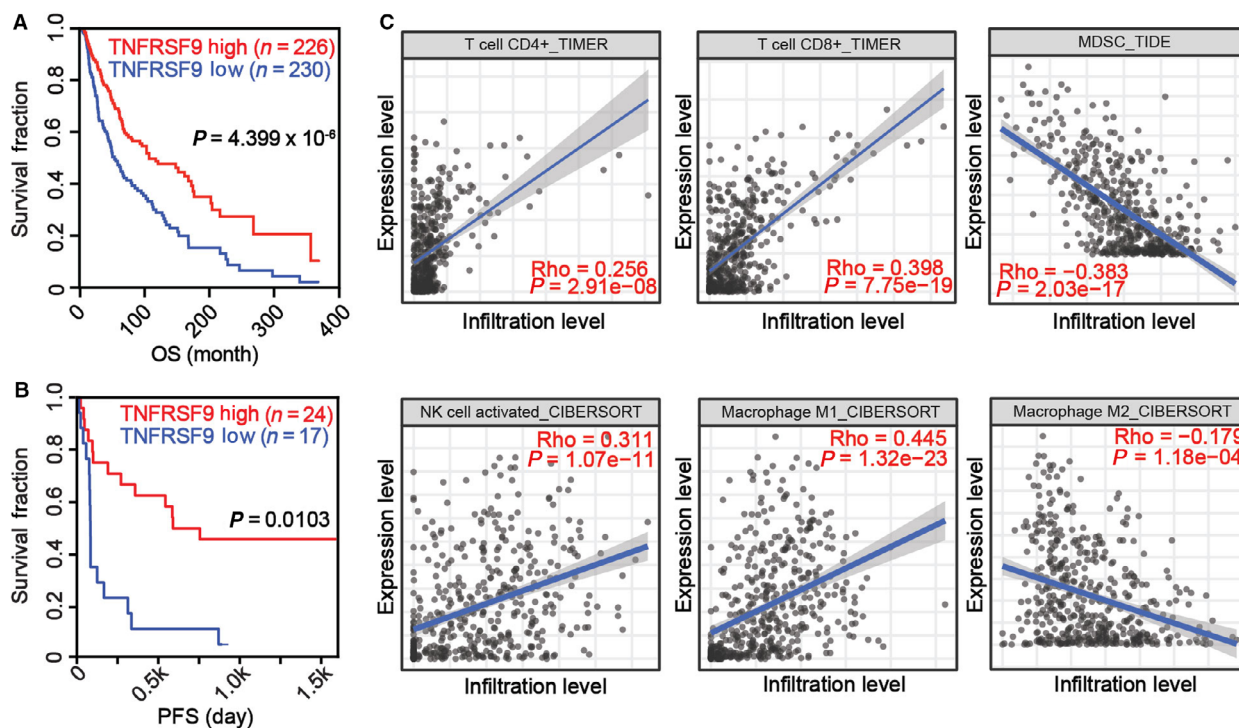 A
Survival fraction
1.0
0.8
0.6
0.4
0.2
0
TNFRSF9 high (n = 226)
TNFRSF9 low (n = 230)
P = 4.399 x 10⁻⁶
0
100
200
300
400
OS (month)
B
Survival fraction
1.0
0.8
0.6
0.4
0.2
0
TNFRSF9 high (n = 24)
TNFRSF9 low (n = 17)
P = 0.0103
0
0.5k
1.0k
1.5k
PFS (day)
C
T cell CD4+_TIMER
Expression level
Rho = 0.256
P = 2.91e−08
Infiltration level
T cell CD8+_TIMER
Expression level
Rho = 0.398
P = 7.75e−19
Infiltration level
MDSC_TIDE
Expression level
Rho = −0.383
P = 2.03e−17
Infiltration level
NK cell activated_CIBERSORT
Expression level
Rho = 0.311
P = 1.07e−11
Infiltration level
Macrophage M1_CIBERSORT
Expression level
Rho = 0.445
P = 1.32e−23
Infiltration level
Macrophage M2_CIBERSORT
Expression level
Rho = −0.179
P = 1.18e−04
Infiltration level